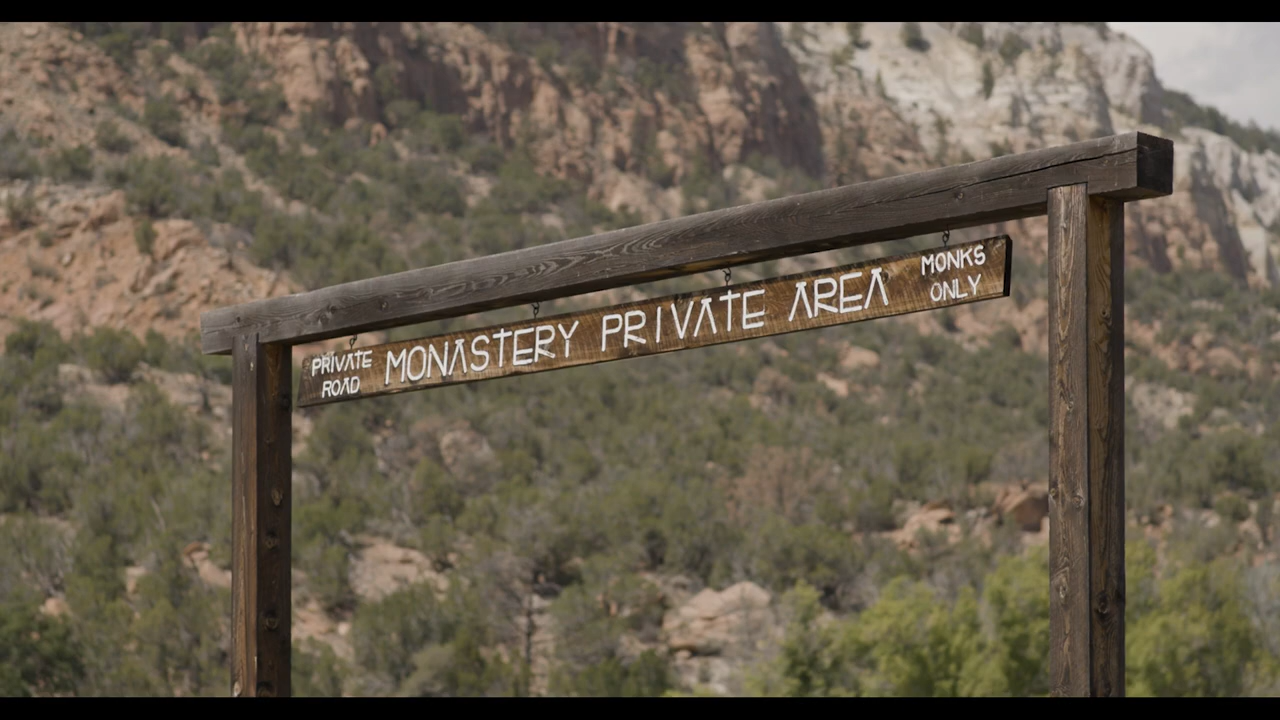 PRIVATE
ROAD
MONASTERY PRIVATE AREA
MONKS
ONLY